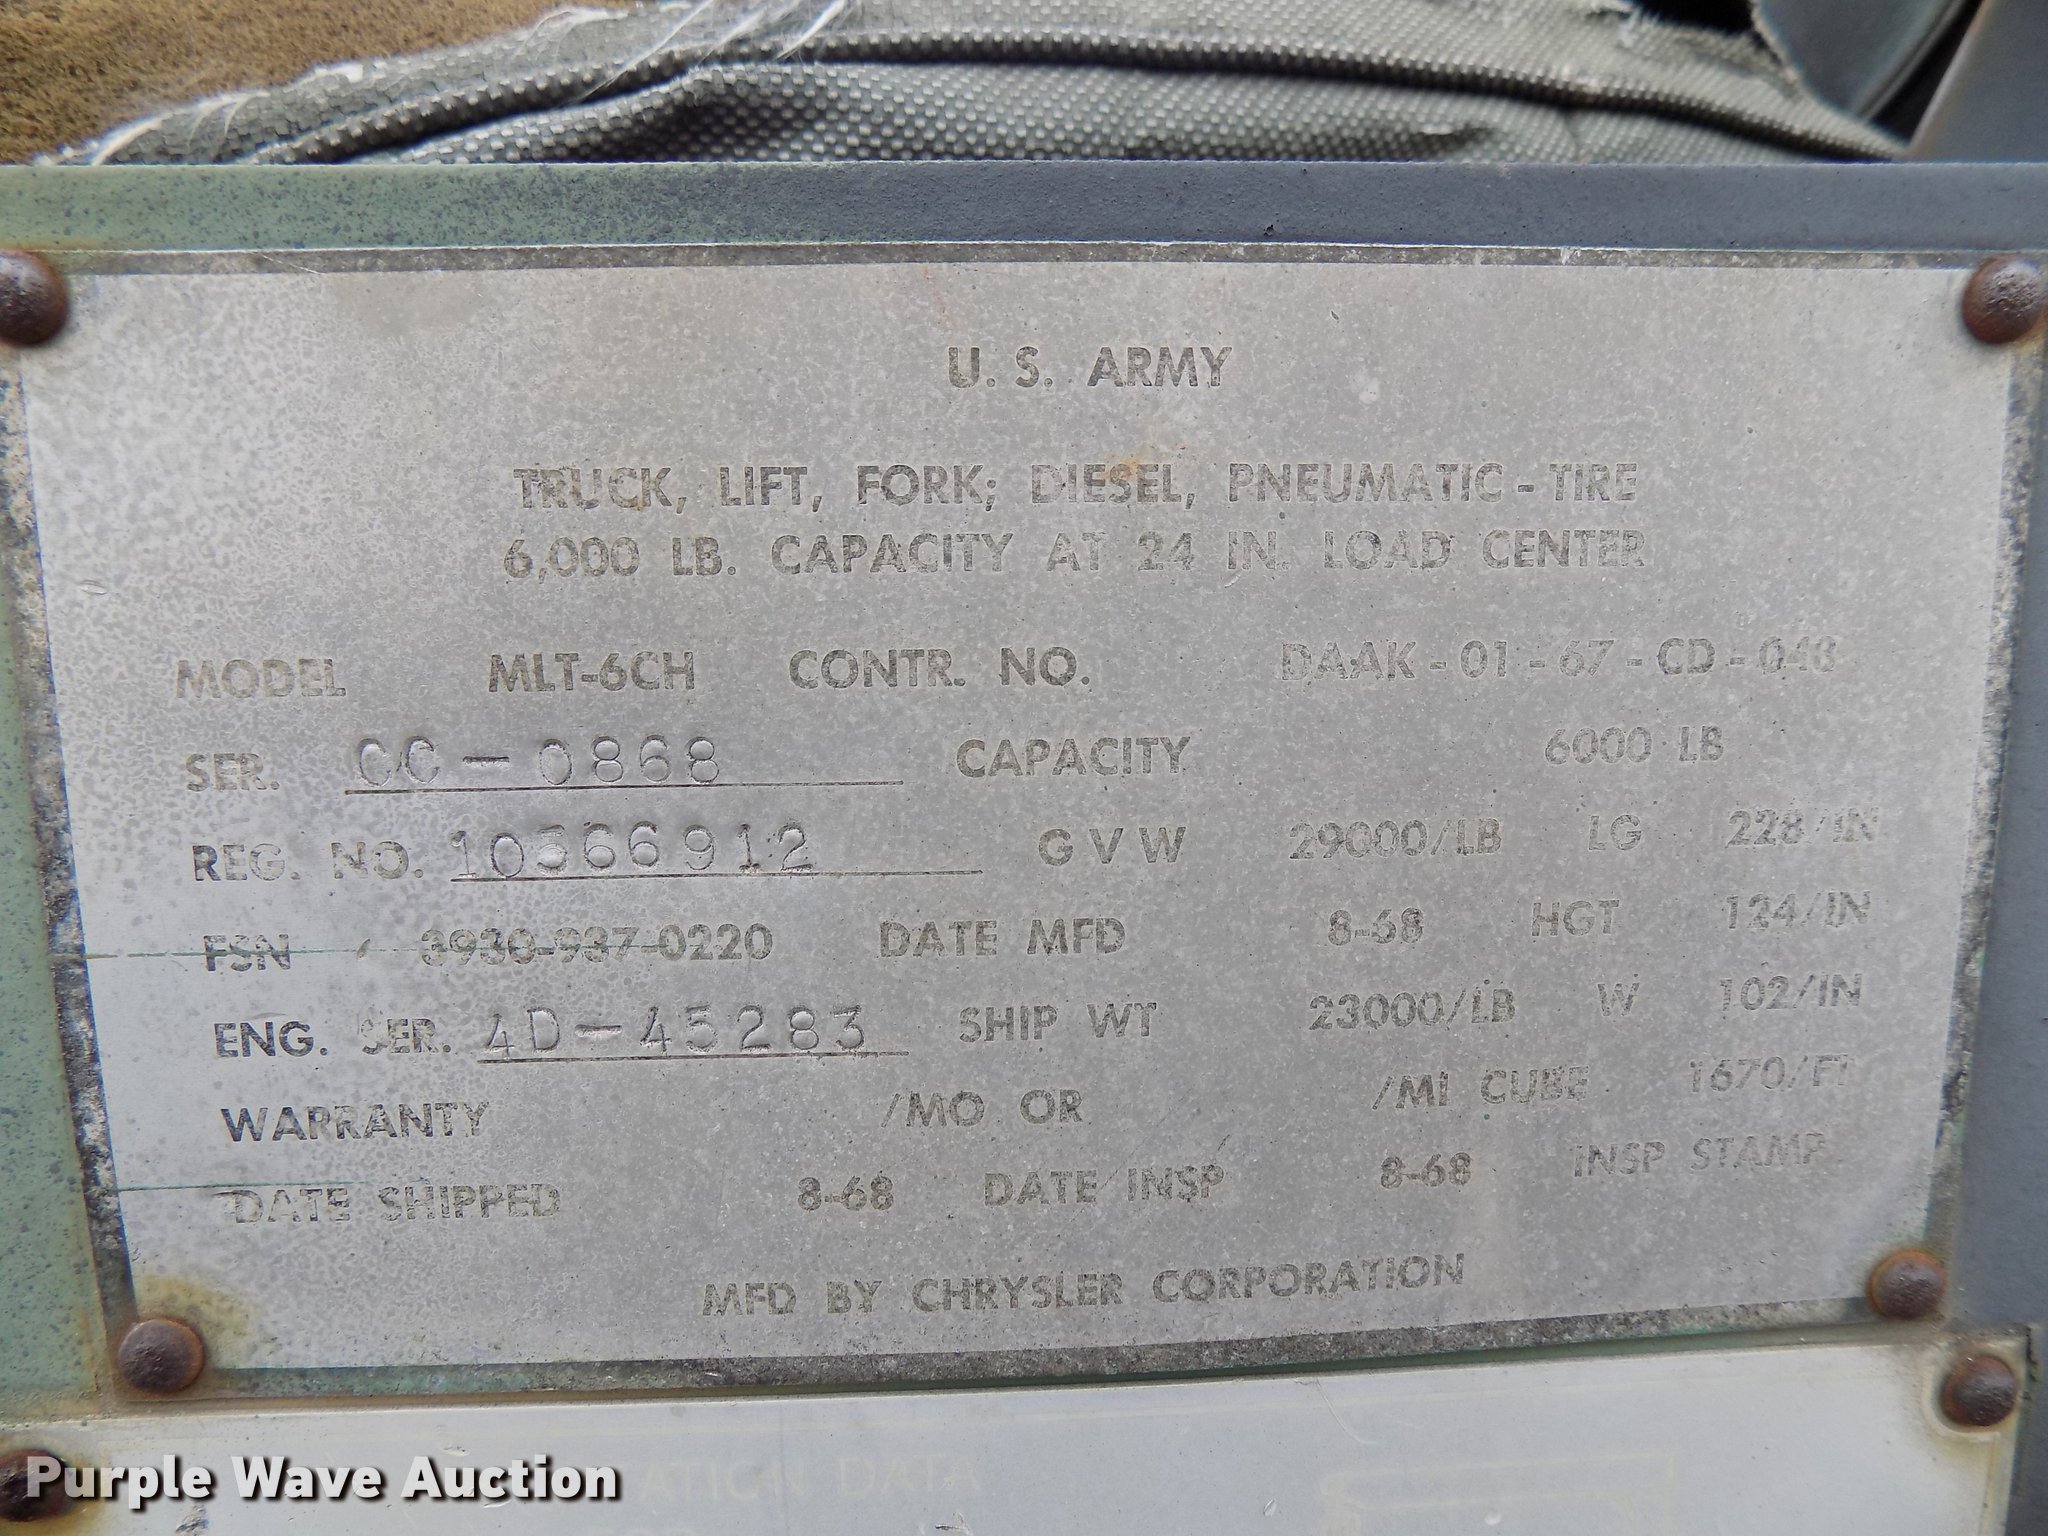 U. S. ARMY
TRUCK, LIFT, FORK; DIESEL, PNEUMATIC - TIRE
6,000 LB. CAPACITY AT 24 IN. LOAD CENTER
MODEL MLT-6CH CONTR. NO. DAAK - 01 - 67 - CD - 048
SER. CC-0868 CAPACITY 6000 LB
REG. NO. 10566912 G V W 29000/LB LG 228/IN
FSN 3930-937-0220 DATE MFD 8-68 HGT 124/IN
ENG. SER. 4D-45283 SHIP WT 23000/LB W 102/IN
WARRANTY /MO OR /MI CUBE 1670/FT
DATE SHIPPED 8-68 DATE INSP 8-68 INSP STAMP
MFD BY CHRYSLER CORPORATION
DATA
Purple Wave Auction